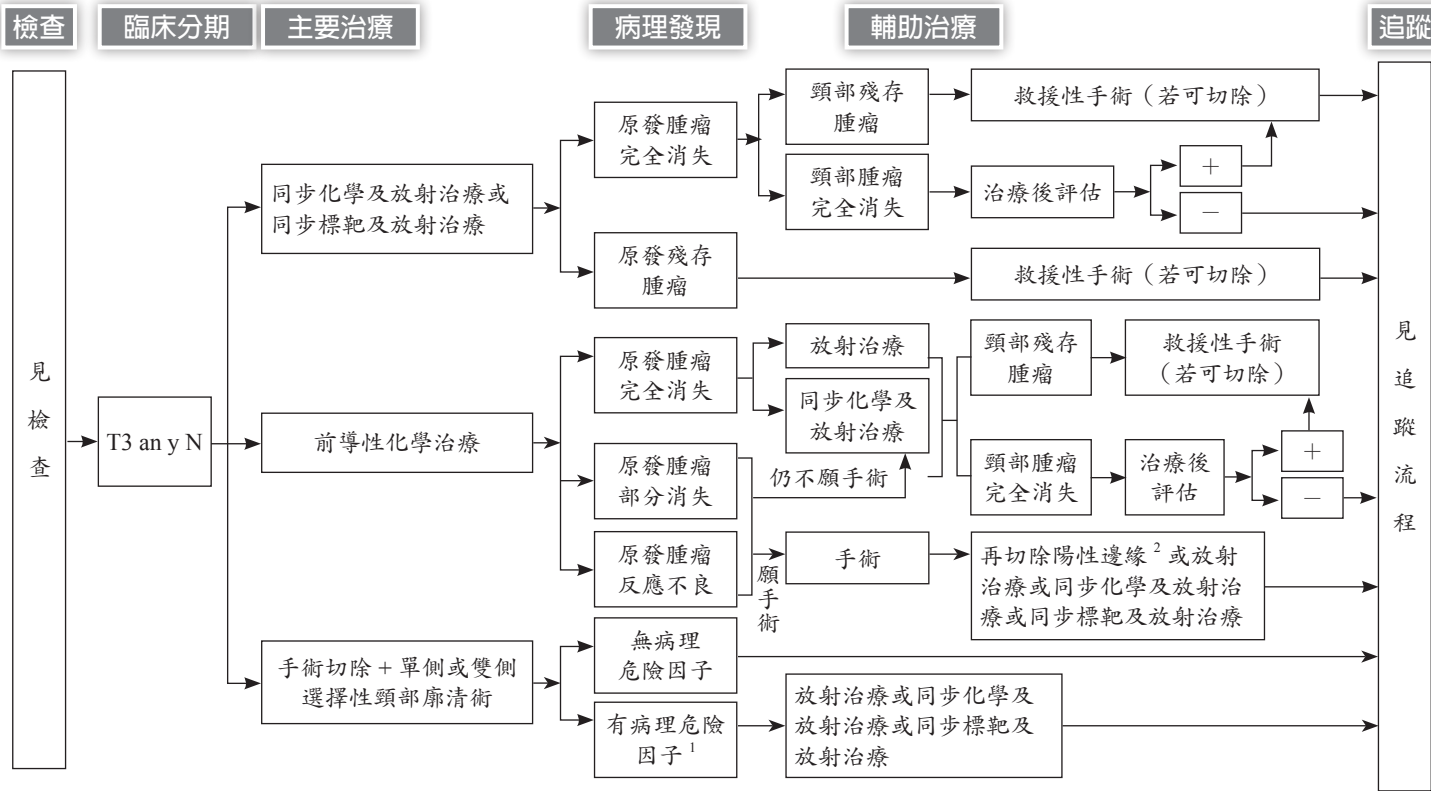 檢查
臨床分期
主要治療
病理發現
輔助治療
追蹤
見
檢
查
T3 an y N
同步化學及放射治療或
同步標靶及放射治療
原發腫瘤
完全消失
頸部殘存
腫瘤
救援性手術（若可切除）
頸部腫瘤
完全消失
治療後評估
+
−
原發殘存
腫瘤
救援性手術（若可切除）
前導性化學治療
原發腫瘤
完全消失
放射治療
同步化學及
放射治療
頸部殘存
腫瘤
救援性手術
（若可切除）
原發腫瘤
部分消失
仍不願手術
頸部腫瘤
完全消失
治療後
評估
+
−
原發腫瘤
反應不良
願
手
術
手術
再切除陽性邊緣2或放射
治療或同步化學及放射治
療或同步標靶及放射治療
手術切除+單側或雙側
選擇性頸部廓清術
無病理
危險因子
有病理危險
因子1
放射治療或同步化學及
放射治療或同步標靶及
放射治療
見
追
蹤
流
程